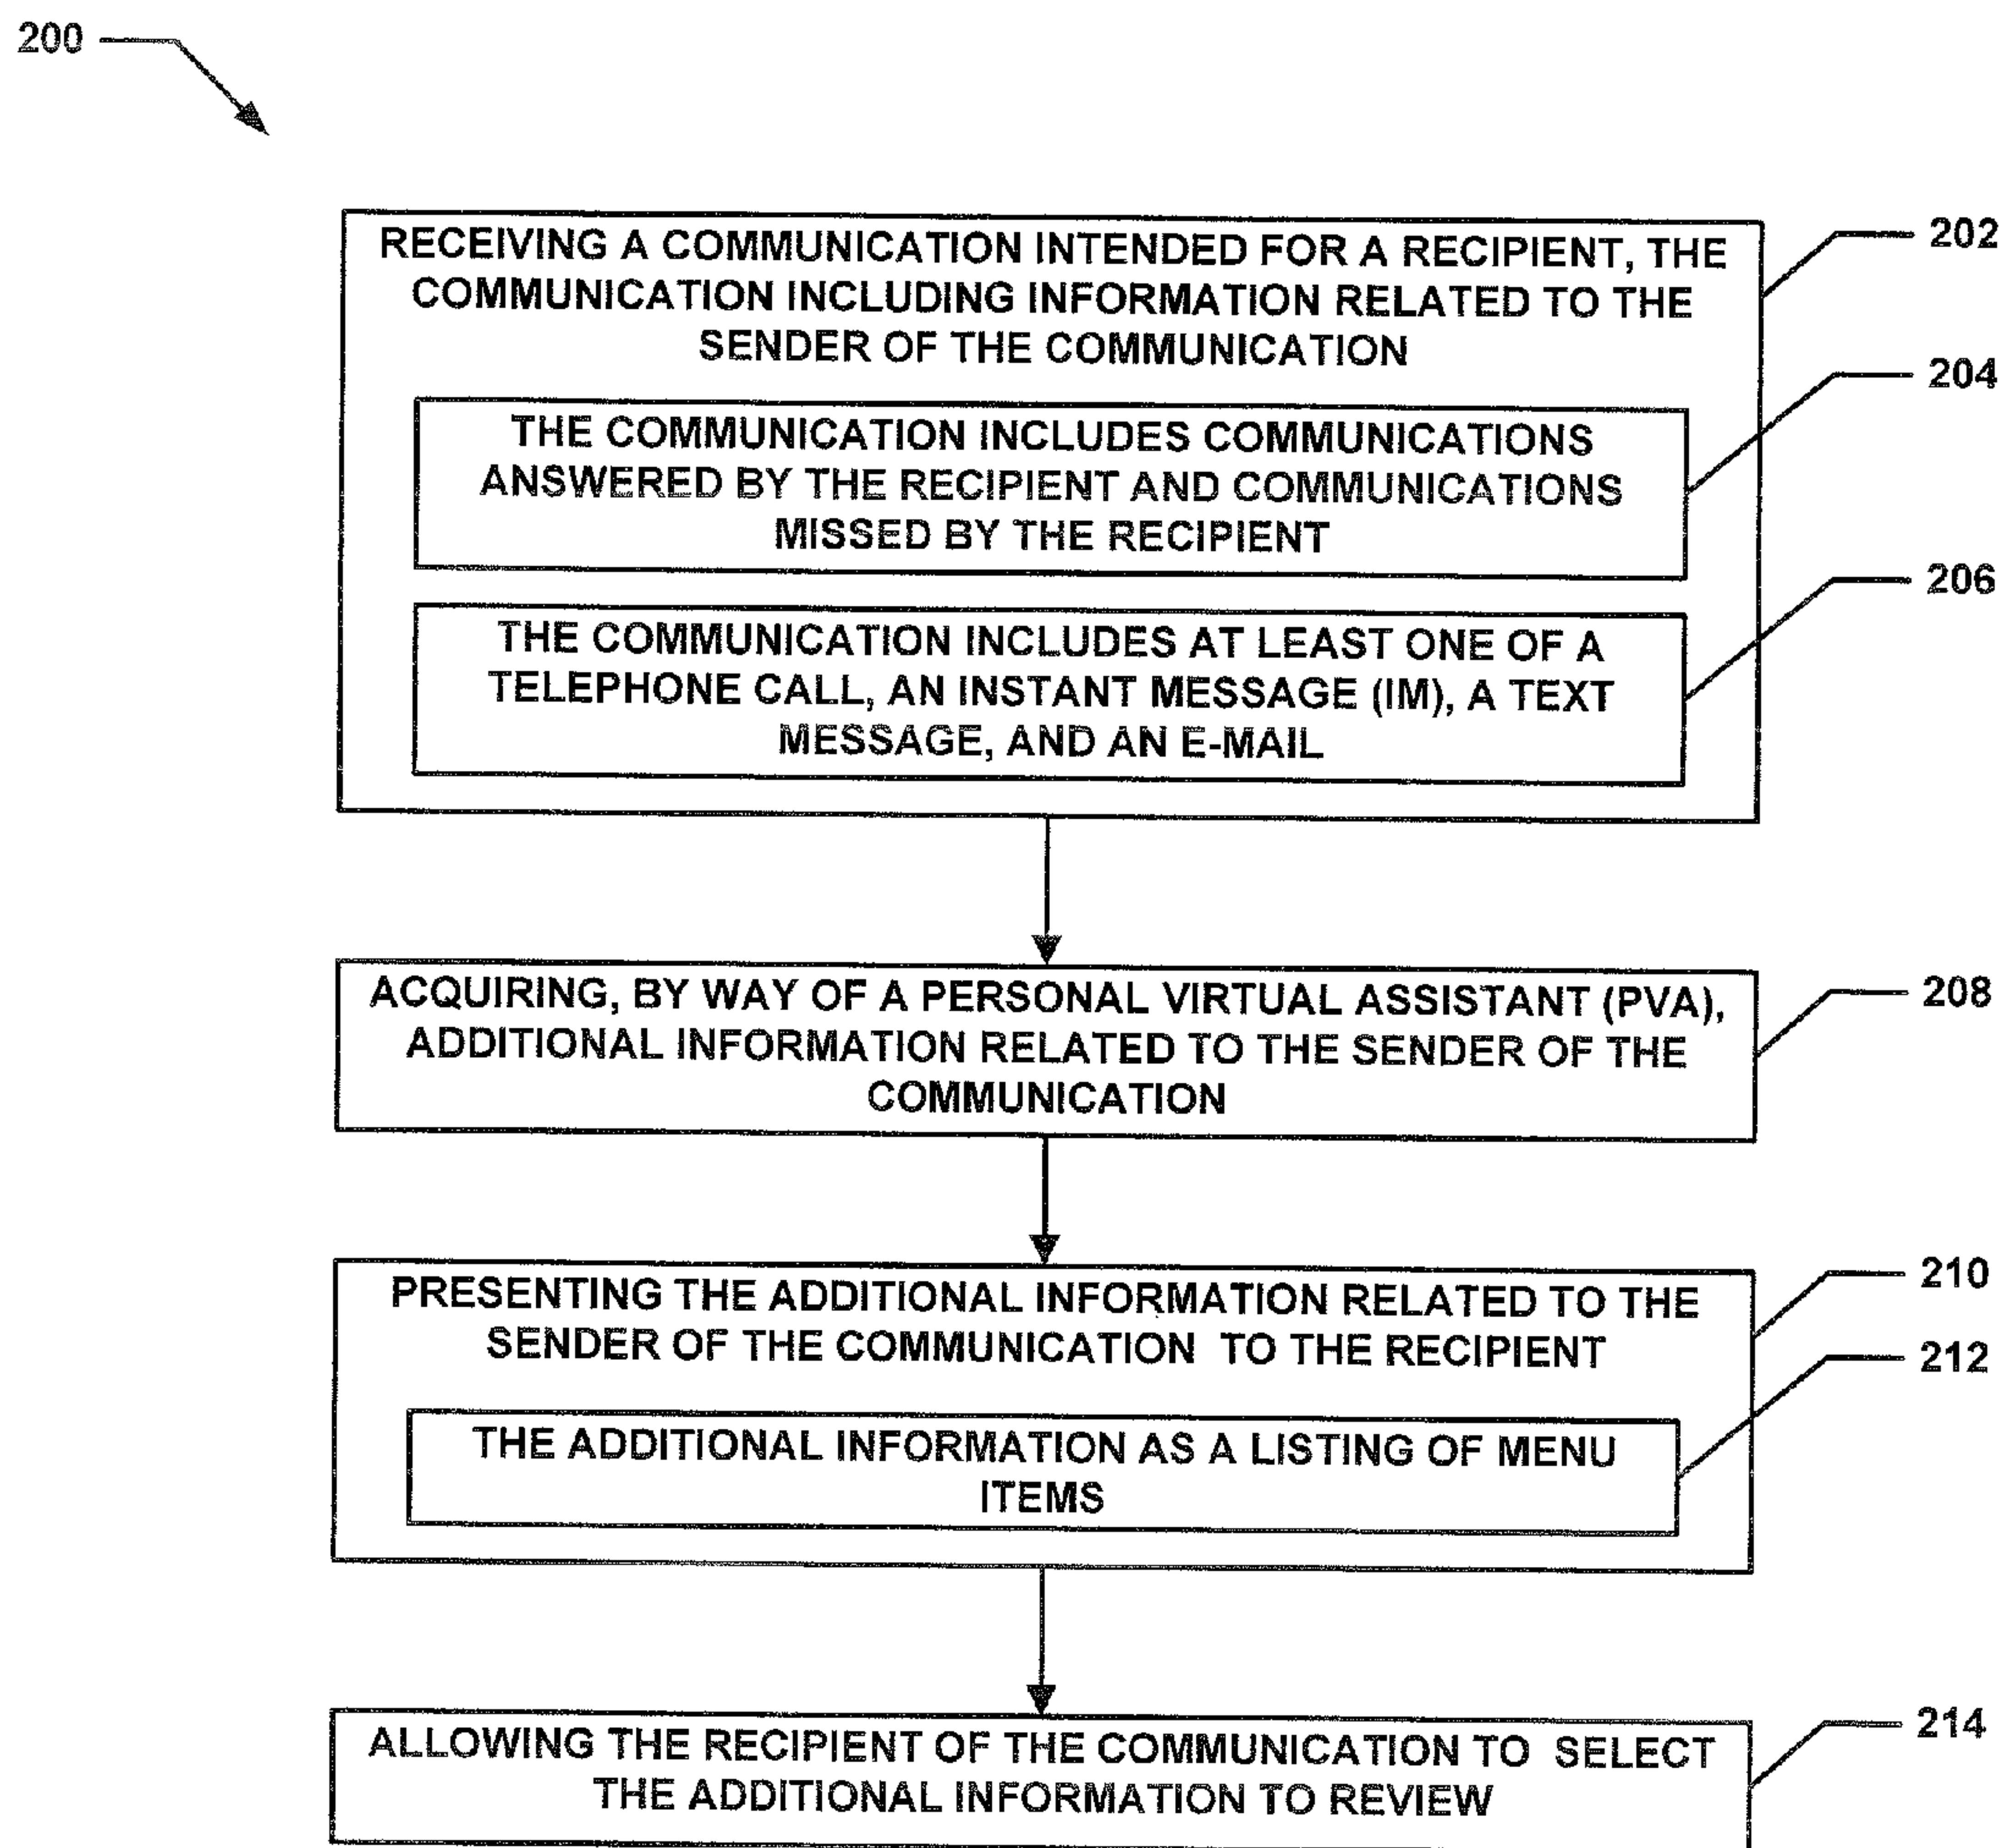 200
RECEIVING A COMMUNICATION INTENDED FOR A RECIPIENT, THE
COMMUNICATION INCLUDING INFORMATION RELATED TO THE
SENDER OF THE COMMUNICATION
202
THE COMMUNICATION INCLUDES COMMUNICATIONS
ANSWERED BY THE RECIPIENT AND COMMUNICATIONS
MISSED BY THE RECIPIENT
204
THE COMMUNICATION INCLUDES AT LEAST ONE OF A
TELEPHONE CALL, AN INSTANT MESSAGE (IM), A TEXT
MESSAGE, AND AN E-MAIL
206
ACQUIRING, BY WAY OF A PERSONAL VIRTUAL ASSISTANT (PVA),
ADDITIONAL INFORMATION RELATED TO THE SENDER OF THE
COMMUNICATION
208
PRESENTING THE ADDITIONAL INFORMATION RELATED TO THE
SENDER OF THE COMMUNICATION TO THE RECIPIENT
210
THE ADDITIONAL INFORMATION AS A LISTING OF MENU
ITEMS
212
ALLOWING THE RECIPIENT OF THE COMMUNICATION TO SELECT
THE ADDITIONAL INFORMATION TO REVIEW
214